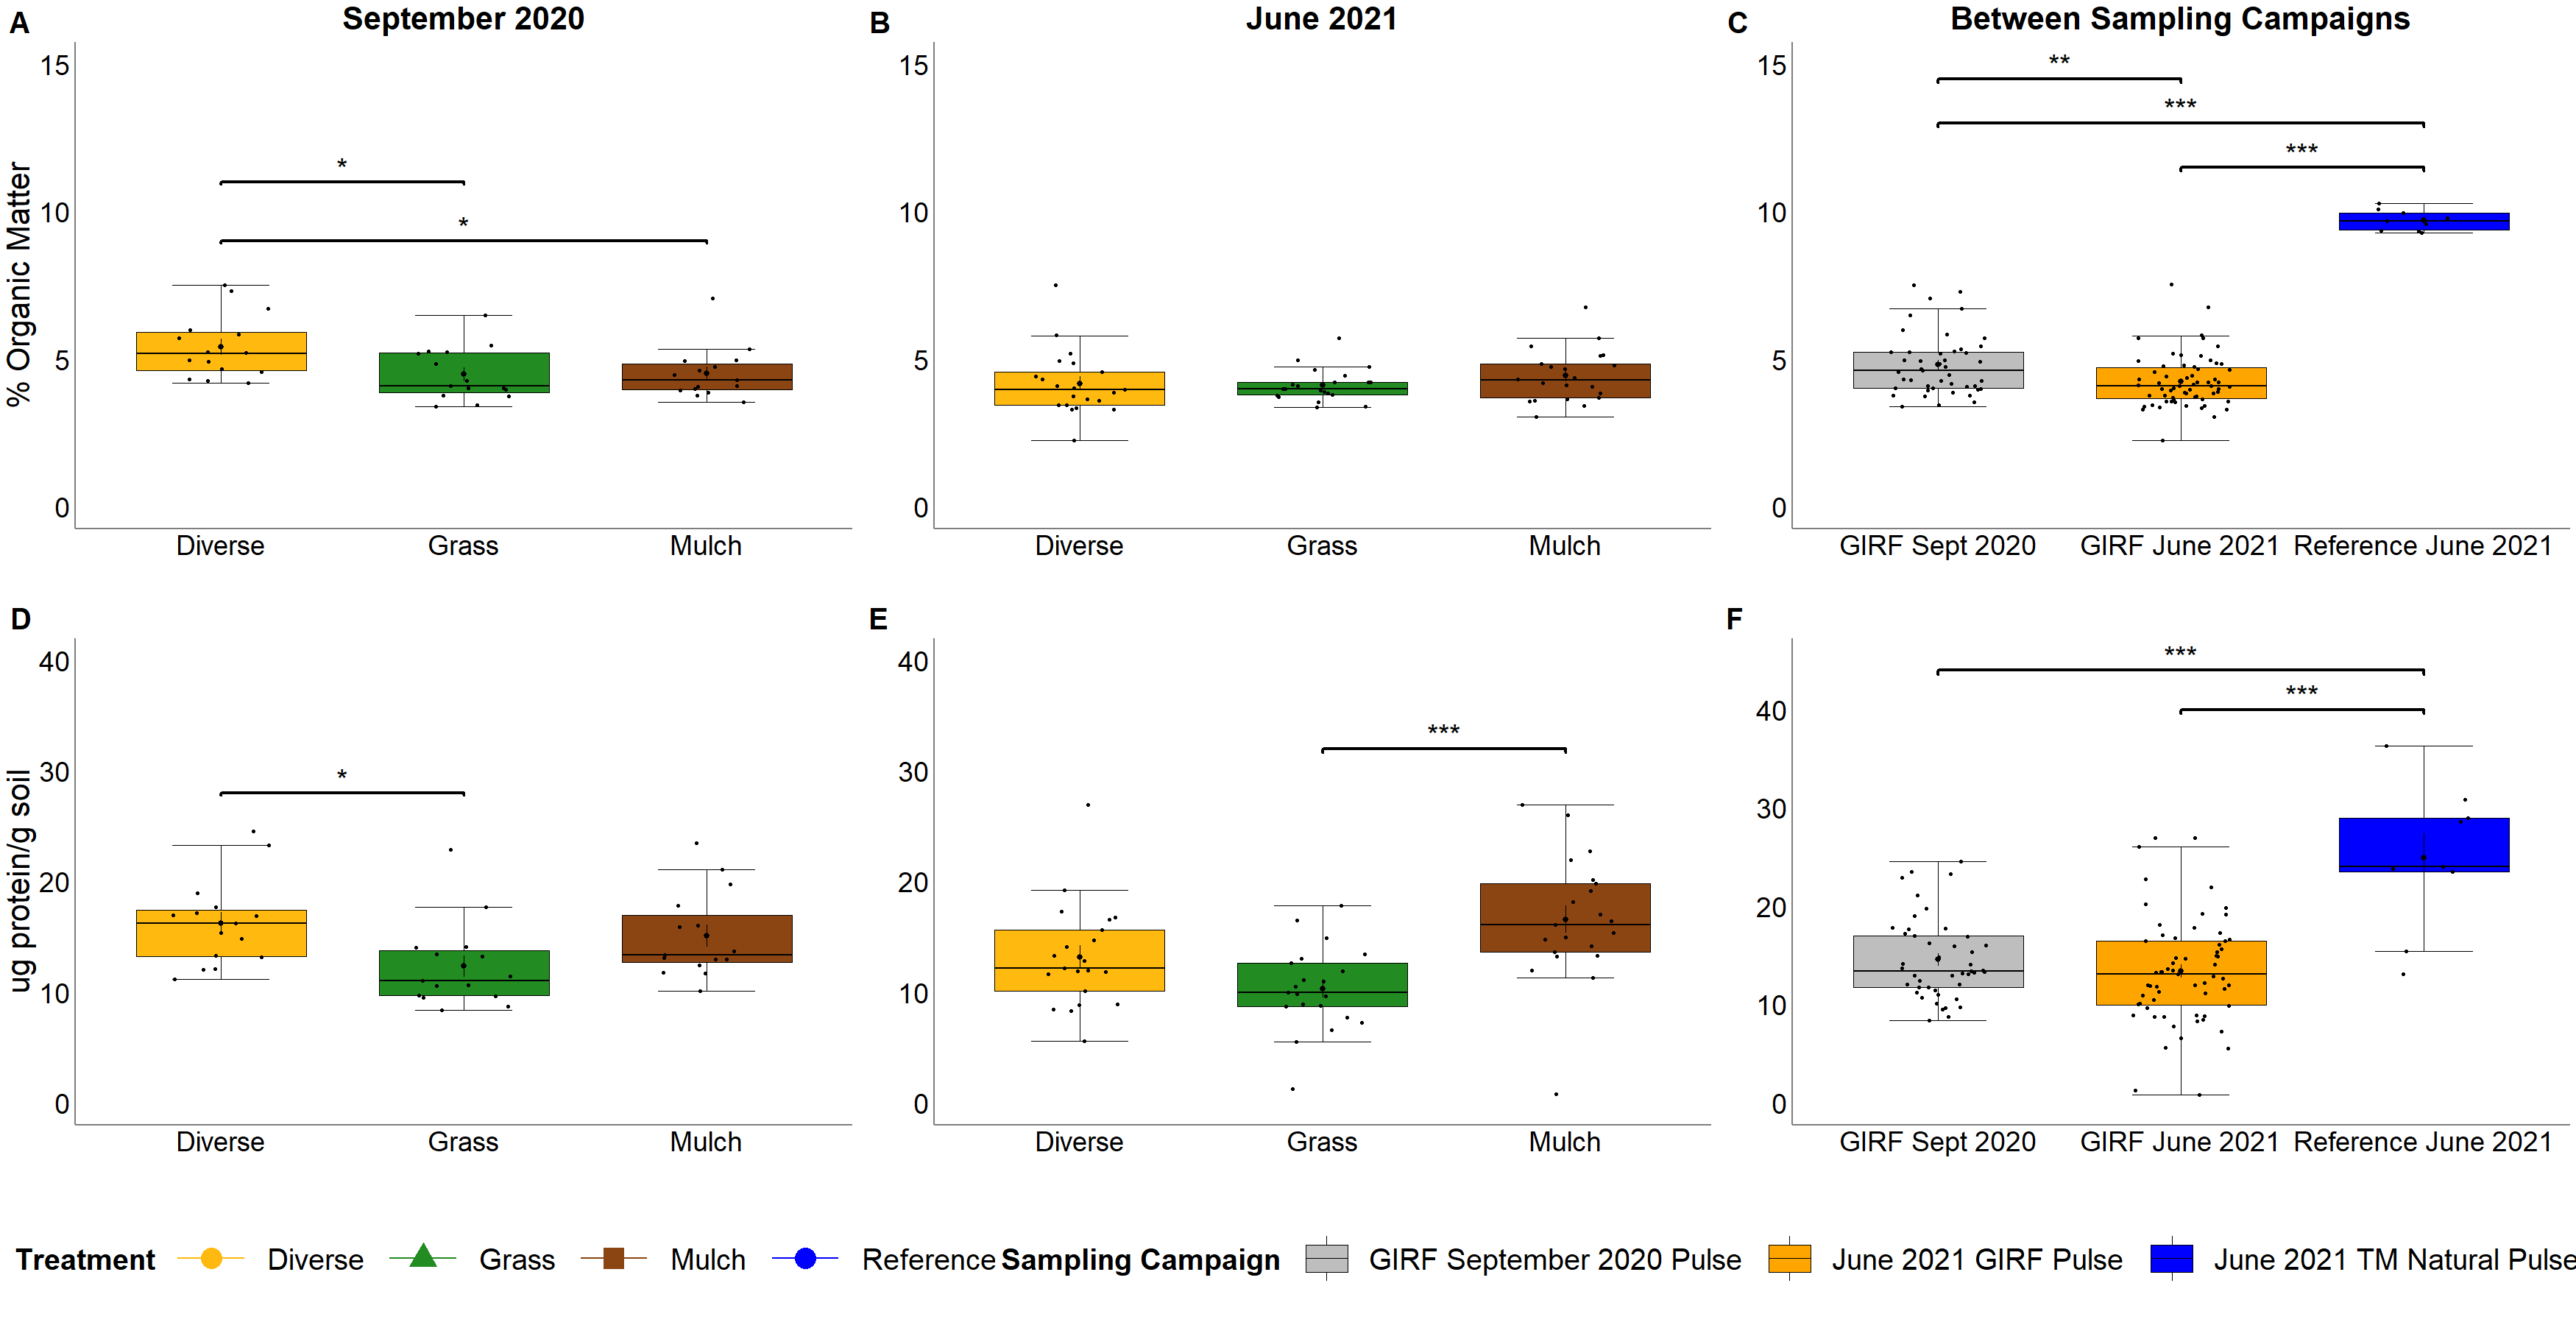 A September 2020 B June 2021 C Between Sampling Campaigns
% Organic Matter
15
10
5
0
*
*
Diverse Grass Mulch
15
10
5
0
Diverse Grass Mulch
15
10
5
0
**
***
***
GIRF Sept 2020 GIRF June 2021 Reference June 2021
D
ug protein/g soil
40
30
20
10
0
*
Diverse Grass Mulch
E
40
30
20
10
0
***
Diverse Grass Mulch
F
40
30
20
10
0
***
***
GIRF Sept 2020 GIRF June 2021 Reference June 2021
Treatment Diverse Grass Mulch Reference Sampling Campaign GIRF September 2020 Pulse June 2021 GIRF Pulse June 2021 TM Natural Pulse